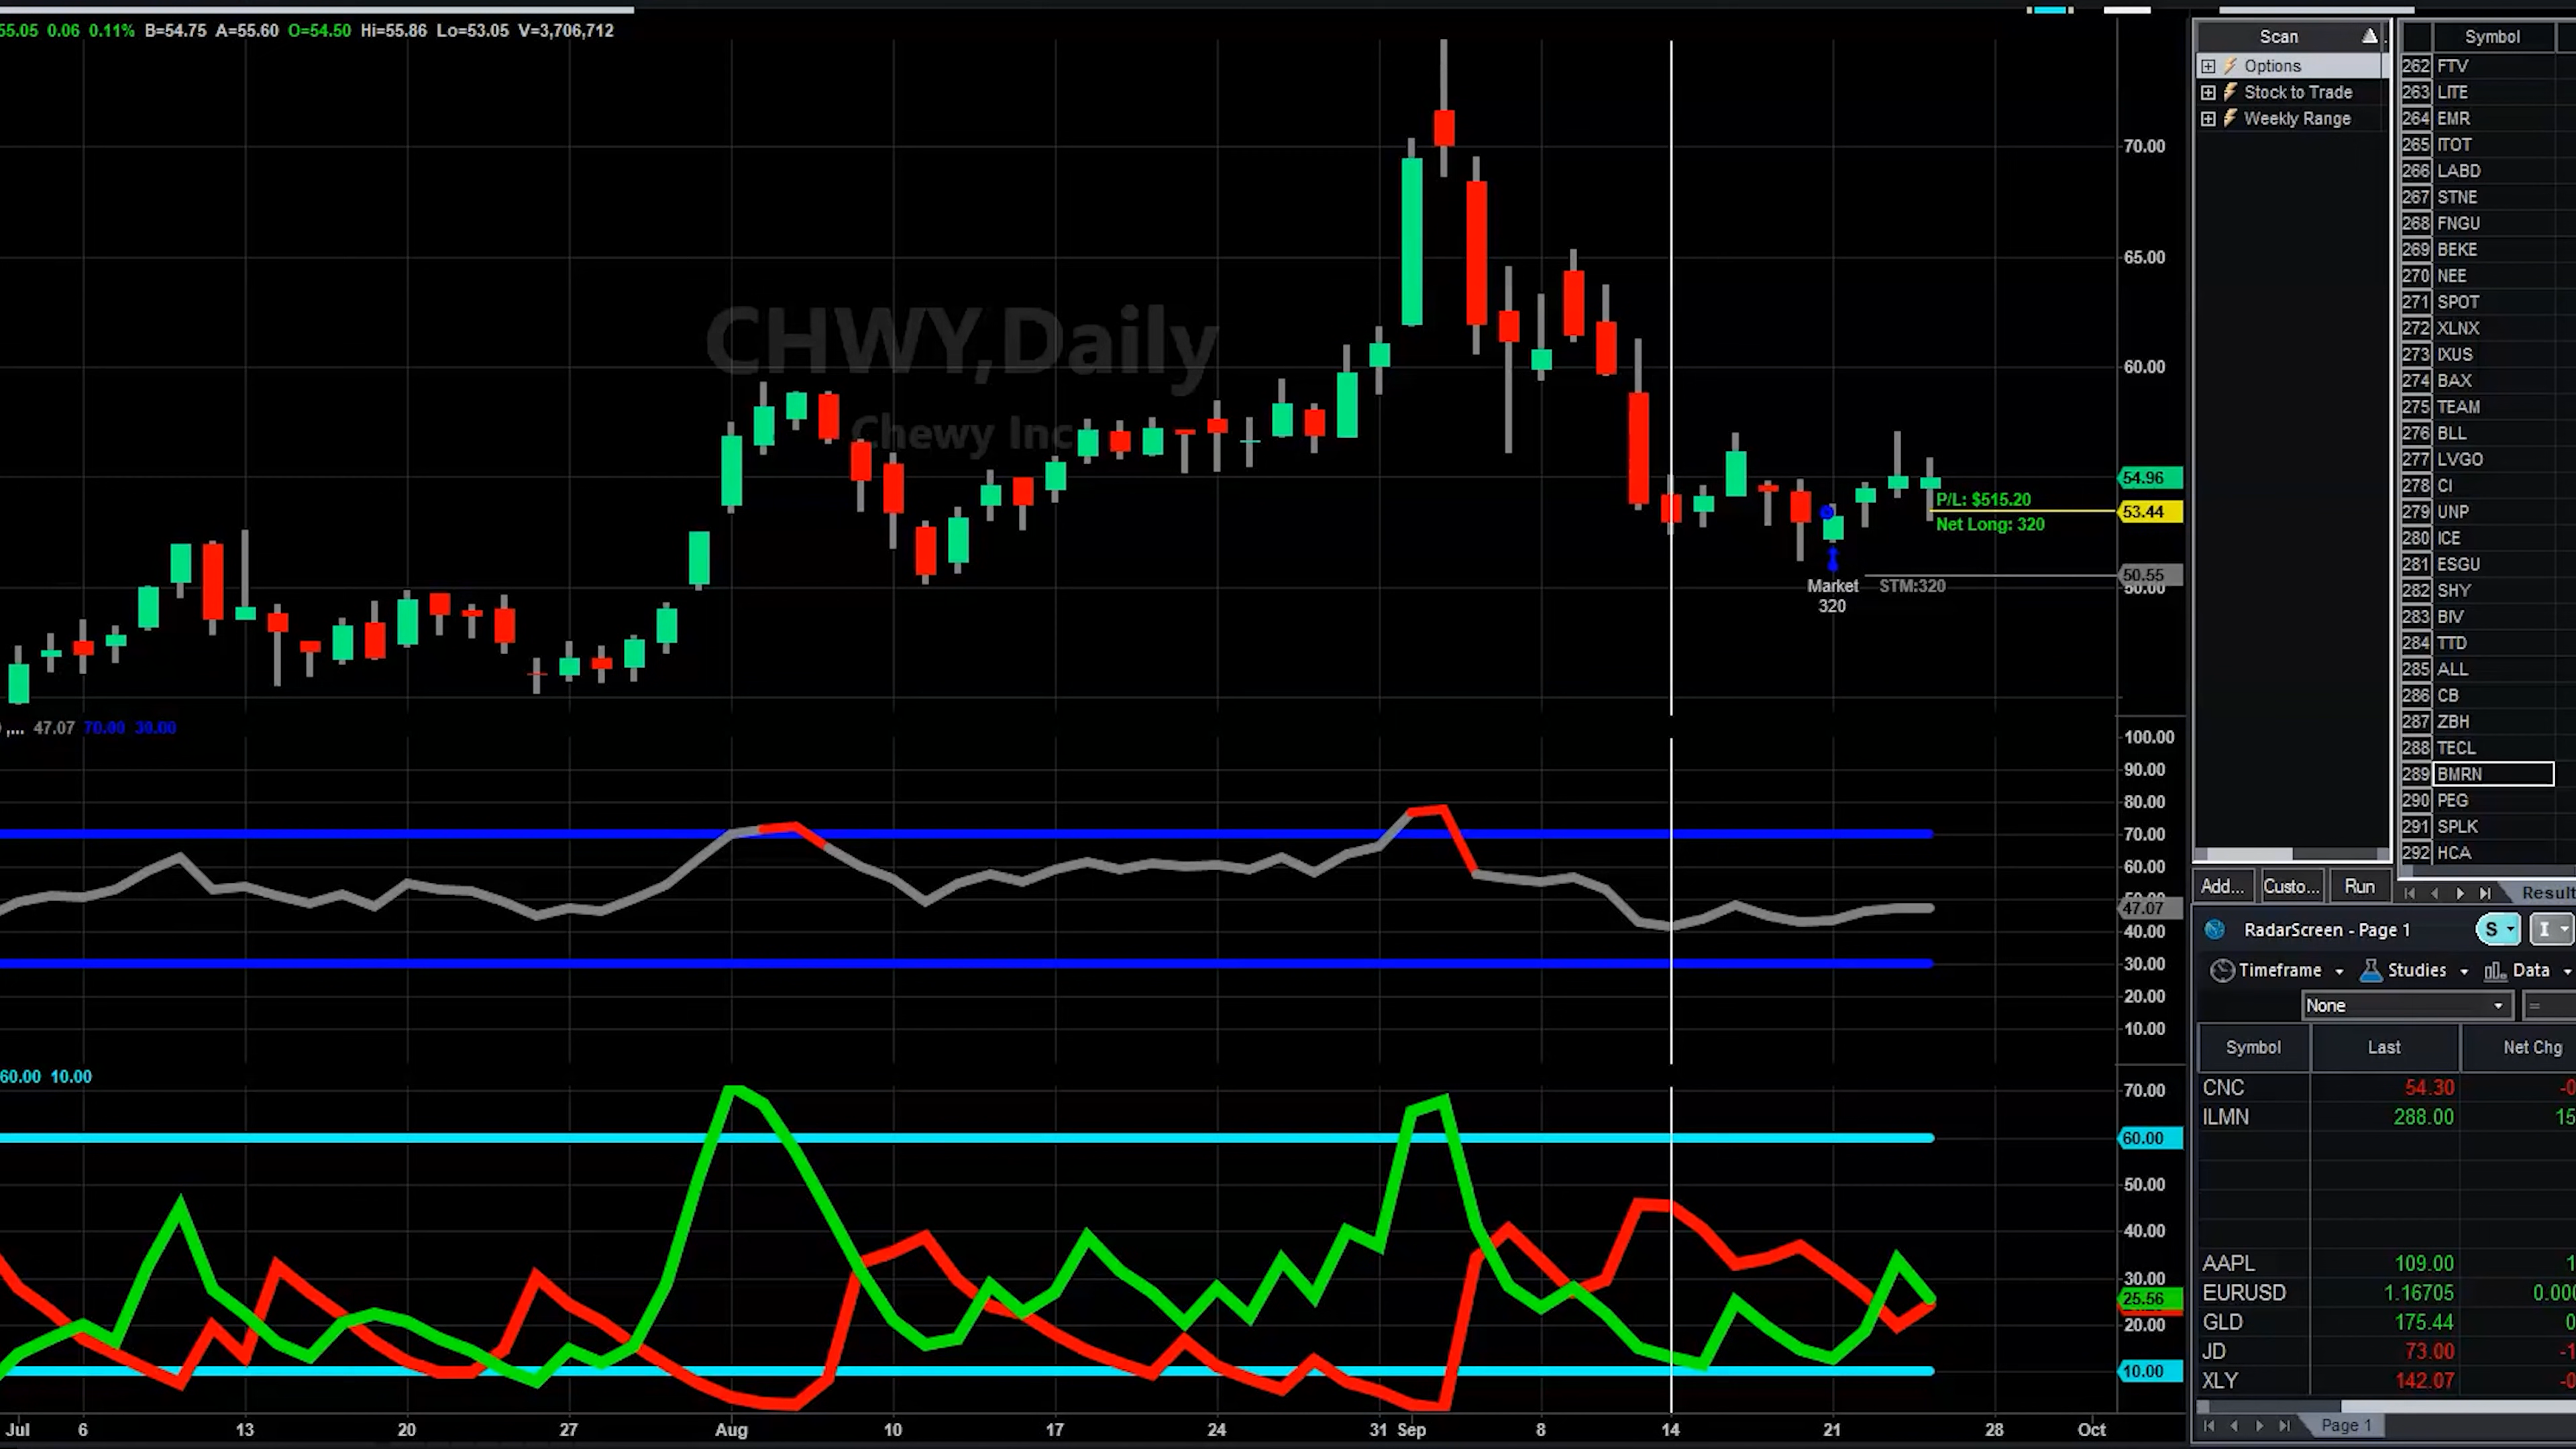 55.05 0.06 0.11% B=54.75 A=55.60 O=54.50 Hi=55.86 Lo=53.05 V=3,706,712
CHWY,Daily
Chewy Inc
70.00
65.00
60.00
54.96
53.44
50.55
50.00
P/L: $515.20
Net Long: 320
Market
320
STM:320
,... 47.07 70.00 30.00
100.00
90.00
80.00
70.00
60.00
47.07
40.00
30.00
20.00
10.00
60.00 10.00
70.00
60.00
50.00
40.00
30.00
25.56
20.00
10.00
Jul 6 13 20 27 Aug 10 17 24 31 Sep 8 14 21 28 Oct
Scan
Options
Stock to Trade
Weekly Range
Symbol
262 FTV
263 LITE
264 EMR
265 ITOT
266 LABD
267 STNE
268 FNGU
269 BEKE
270 NEE
271 SPOT
272 XLNX
273 IXUS
274 BAX
275 TEAM
276 BLL
277 LVGO
278 CI
279 UNP
280 ICE
281 ESGU
282 SHY
283 BIV
284 TTD
285 ALL
286 CB
287 ZBH
288 TECL
289 BMRN
290 PEG
291 SPLK
292 HCA
Add... Custo... Run
Result
RadarScreen - Page 1 S I
Timeframe Studies Data
None =
Symbol Last Net Chg
CNC 54.30 -0
ILMN 288.00 15
AAPL 109.00 1
EURUSD 1.16705 0.000
GLD 175.44 0
JD 73.00 -1
XLY 142.07 -0
Page 1